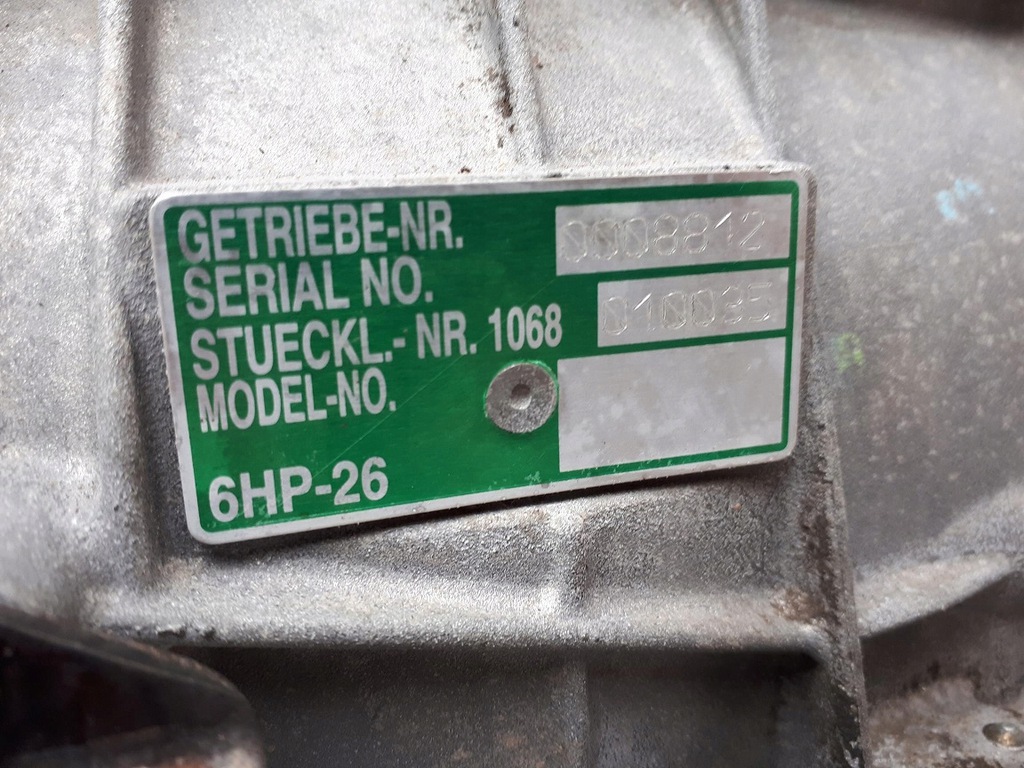 GETRIEBE-NR. 0008812
SERIAL NO.
STUECKL.- NR. 1068 010035
MODEL-NO.
6HP-26